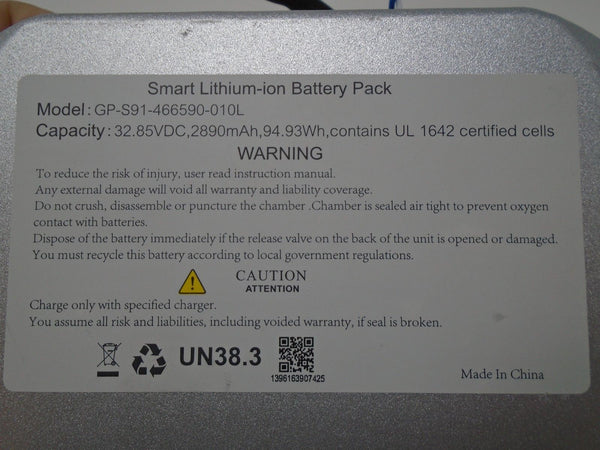 Smart Lithium-ion Battery Pack
Model: GP-S91-466590-010L
Capacity: 32.85VDC,2890mAh,94.93Wh,contains UL 1642 certified cells
WARNING
To reduce the risk of injury, user read instruction manual.
Any external damage will void all warranty and liability coverage.
Do not crush, disassemble or puncture the chamber .Chamber is sealed air tight to prevent oxygen
contact with batteries.
Dispose of the battery immediately if the release valve on the back of the unit is opened or damaged.
You must recycle this battery according to local government regulations.
CAUTION
ATTENTION
Charge only with specified charger.
You assume all risk and liabilities, including voided warranty, if seal is broken.
UN38.3
1396163907425
Made In China